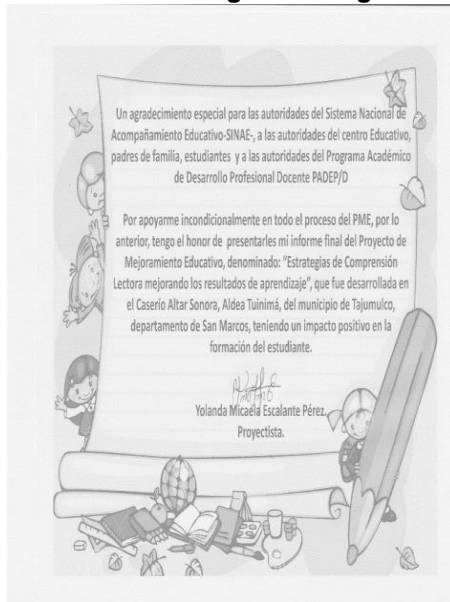 Un agradecimiento especial para las autoridades del Sistema Nacional de
Acompañamiento Educativo-SINAE-, a las autoridades del centro Educativo,
padres de familia, estudiantes y a las autoridades del Programa Académico
de Desarrollo Profesional Docente PADEP/D
Por apoyarme incondicionalmente en todo el proceso del PME, por lo
anterior, tengo el honor de presentarles mi informe final del Proyecto de
Mejoramiento Educativo, denominado: "Estrategias de Comprensión
Lectora mejorando los resultados de aprendizaje", que fue desarrollada en
el Caserío Altar Sonora, Aldea Tuinimá, del municipio de Tajumulco,
departamento de San Marcos, teniendo un impacto positivo en la
formación del estudiante.
Yolanda Micaela Escalante Pérez.
Proyectista.